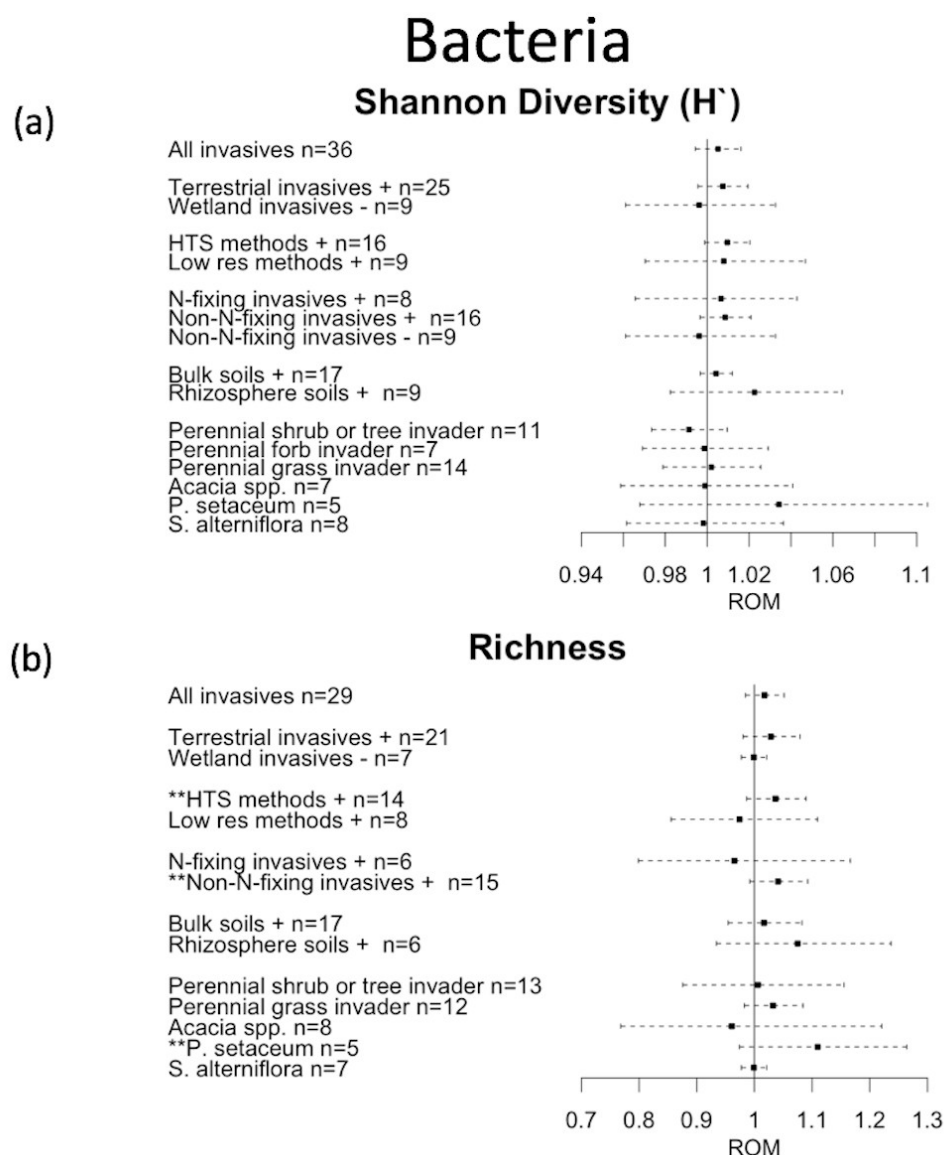 Bacteria
Shannon Diversity (H`)
(a)
All invasives n=36
Terrestrial invasives + n=25
Wetland invasives - n=9
HTS methods + n=16
Low res methods + n=9
N-fixing invasives + n=8
Non-N-fixing invasives + n=16
Non-N-fixing invasives - n=9
Bulk soils + n=17
Rhizosphere soils + n=9
Perennial shrub or tree invader n=11
Perennial forb invader n=7
Perennial grass invader n=14
Acacia spp. n=7
P. setaceum n=5
S. alterniflora n=8
0.94 0.98 1 1.02 1.06 1.1
ROM
Richness
(b)
All invasives n=29
Terrestrial invasives + n=21
Wetland invasives - n=7
**HTS methods + n=14
Low res methods + n=8
N-fixing invasives + n=6
**Non-N-fixing invasives + n=15
Bulk soils + n=17
Rhizosphere soils + n=6
Perennial shrub or tree invader n=13
Perennial grass invader n=12
Acacia spp. n=8
**P. setaceum n=5
S. alterniflora n=7
0.7 0.8 0.9 1 1.1 1.2 1.3
ROM